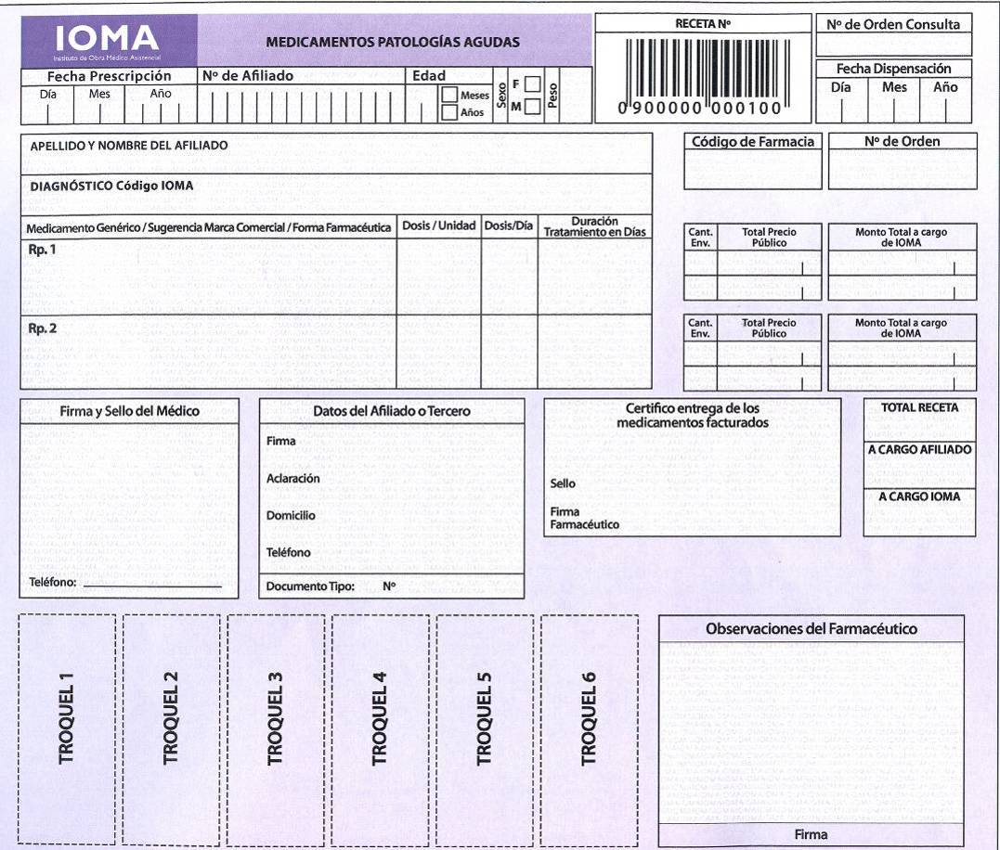 IOMA
Instituto de Obra Médico Asistencial
MEDICAMENTOS PATOLOGÍAS AGUDAS
RECETA Nº
0 900000 000100
Nº de Orden Consulta
Fecha Prescripción
Día Mes Año
Nº de Afiliado
Edad
Meses
Años
Sexo
F
M
Peso
Fecha Dispensación
Día Mes Año
APELLIDO Y NOMBRE DEL AFILIADO
DIAGNÓSTICO Código IOMA
Código de Farmacia
Nº de Orden
Medicamento Genérico / Sugerencia Marca Comercial / Forma Farmacéutica
Dosis / Unidad
Dosis/Día
Duración
Tratamiento en Días
Rp. 1
Rp. 2
Cant.
Env.
Total Precio
Público
Monto Total a cargo
de IOMA
Cant.
Env.
Total Precio
Público
Monto Total a cargo
de IOMA
Firma y Sello del Médico
Teléfono:
Datos del Afiliado o Tercero
Firma
Aclaración
Domicilio
Teléfono
Documento Tipo: Nº
Certifico entrega de los
medicamentos facturados
Sello
Firma
Farmacéutico
TOTAL RECETA
A CARGO AFILIADO
A CARGO IOMA
TROQUEL 1
TROQUEL 2
TROQUEL 3
TROQUEL 4
TROQUEL 5
TROQUEL 6
Observaciones del Farmacéutico
Firma